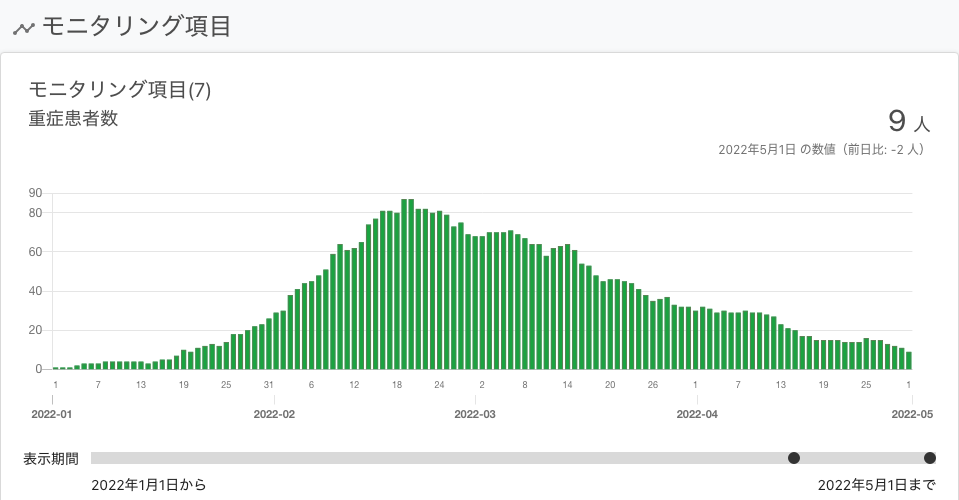 モニタリング項目
モニタリング項目(7)
重症患者数
9 人
2022年5月1日 の数値（前日比: -2 人）
90
80
60
40
20
0
1 7 13 19 25 31 6 12 18 24 2 8 14 20 26 1 7 13 19 25 1
2022-01 2022-02 2022-03 2022-04 2022-05
表示期間
2022年1月1日から 2022年5月1日まで